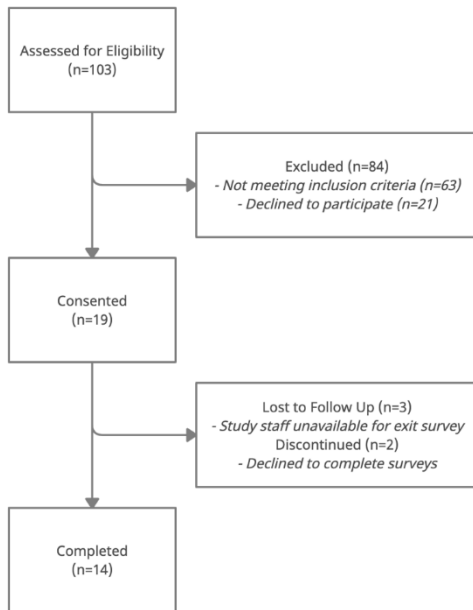 Assessed for Eligibility
(n=103)
Excluded (n=84)
- Not meeting inclusion criteria (n=63)
- Declined to participate (n=21)
Consented
(n=19)
Lost to Follow Up (n=3)
- Study staff unavailable for exit survey
Discontinued (n=2)
- Declined to complete surveys
Completed
(n=14)